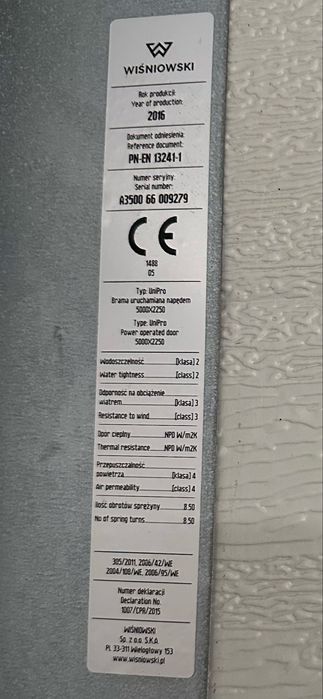 WIŚNIOWSKI
Rok produkcji:
Year of production:
2016
Dokument odniesienia:
Reference document:
PN-EN 13241-1
Numer seryjny:
Serial number:
A3500 66 009279
CE
1488
05
Typ: UniPro
Brama uruchamiana napędem
5000X2250
Type: UniPro
Power operated door
5000X2250
Wodoszczelność [klasa] 2
Water tightness [class] 2
Odporność na obciążenie
wiatrem [klasa] 3
Resistance to wind [class] 3
Opór cieplny NPD W/m2K
Thermal resistance NPD W/m2K
Przepuszczalność
powietrza [klasa] 4
Air permeability [class] 4
Ilość obrotów sprężyny 8.50
No of spring turns 8.50
305/2011, 2006/42/WE
2004/108/WE, 2006/95/WE
Numer deklaracji
Declaration No.
1007/CPR/2015
WIŚNIOWSKI
Sp. z o.o. S.K.A.
PL 33-311 Wielogłowy 153
www.wisniowski.pl